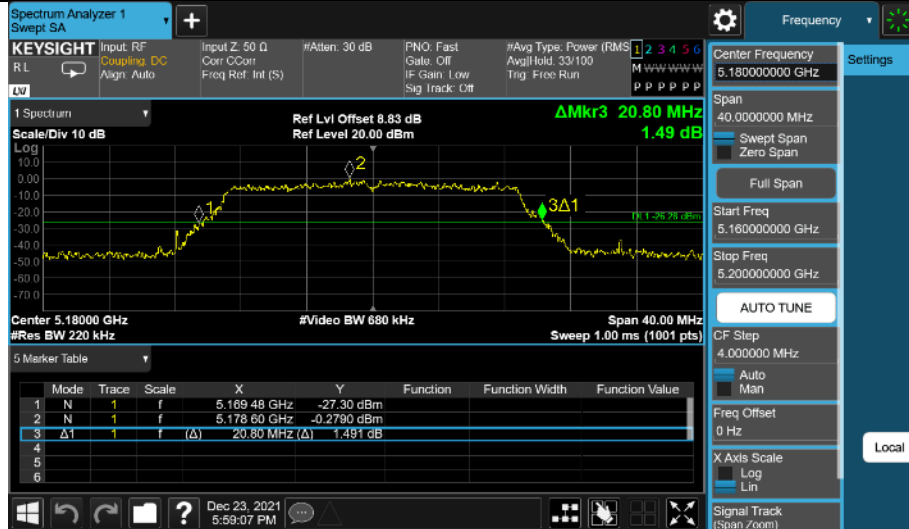 Spectrum Analyzer 1
Swept SA
+
Frequency
KEYSIGHT
RL
LXI
Input: RF
Coupling: DC
Align: Auto
Input Z: 50 Ω
Corr CCorr
Freq Ref: Int (S)
#Atten: 30 dB
PNO: Fast
Gate: Off
IF Gain: Low
Sig Track: Off
#Avg Type: Power (RMS
Avg|Hold: 33/100
Trig: Free Run
1 2 3 4 5 6
M W W W W W
P P P P P P
Center Frequency
5.180000000 GHz
Settings
1 Spectrum
Scale/Div 10 dB
Ref Lvl Offset 8.83 dB
Ref Level 20.00 dBm
ΔMkr3 20.80 MHz
1.49 dB
Span
40.0000000 MHz
Swept Span
Zero Span
Full Span
Log
10.0
0.00
-10.0
-20.0
-30.0
-40.0
-50.0
-60.0
-70.0
1
2
3Δ1
DL1 -26.28 dBm
Start Freq
5.160000000 GHz
Stop Freq
5.200000000 GHz
AUTO TUNE
Center 5.18000 GHz
#Res BW 220 kHz
#Video BW 680 kHz
Span 40.00 MHz
Sweep 1.00 ms (1001 pts)
CF Step
4.000000 MHz
Auto
Man
5 Marker Table
Mode Trace Scale X Y Function Function Width Function Value
1 N 1 f 5.169 48 GHz -27.30 dBm
2 N 1 f 5.178 60 GHz -0.2790 dBm
3 Δ1 1 f (Δ) 20.80 MHz (Δ) 1.491 dB
4
5
6
Freq Offset
0 Hz
X Axis Scale
Log
Lin
Local
Signal Track
(Span Zoom)
?
Dec 23, 2021
5:59:07 PM